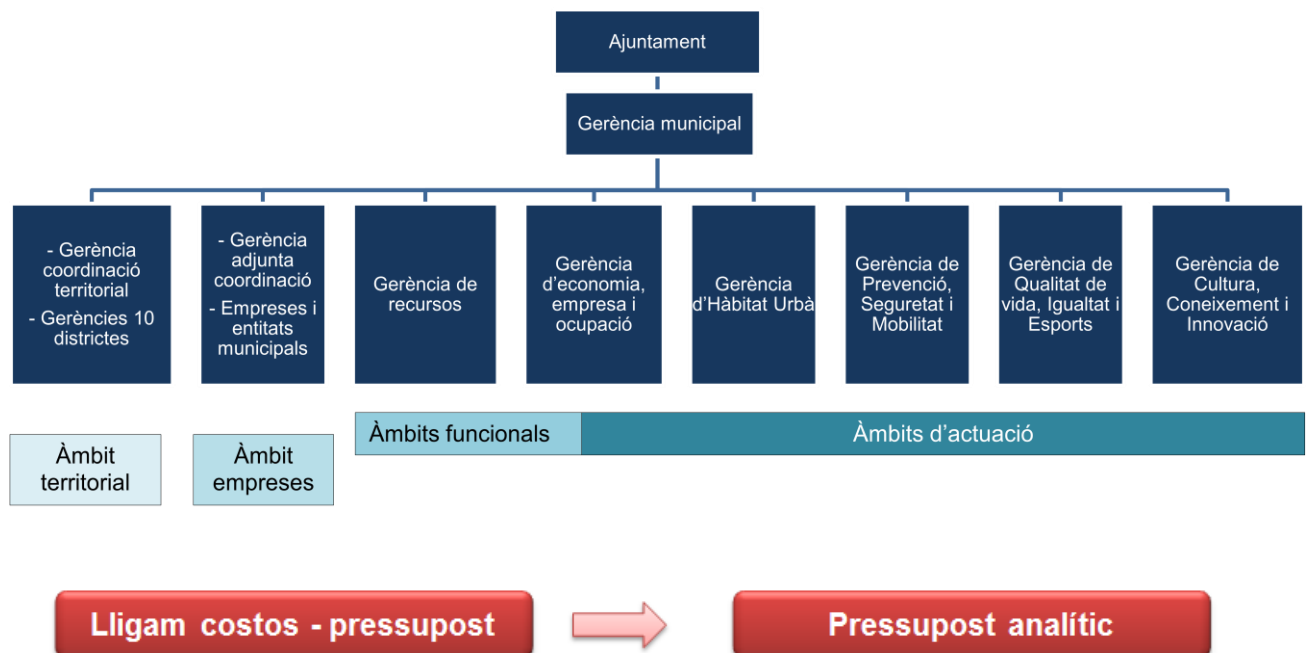 Ajuntament
Gerència municipal
- Gerència
coordinació
territorial
- Gerències 10
districtes
- Gerència
adjunta
coordinació
- Empreses i
entitats
municipals
Gerència de
recursos
Gerència
d’economia,
empresa i
ocupació
Gerència
d’Hàbitat Urbà
Gerència de
Prevenció,
Seguretat i
Mobilitat
Gerència de
Qualitat de
vida, Igualtat i
Esports
Gerència de
Cultura,
Coneixement i
Innovació
Àmbit
territorial
Àmbit
empreses
Àmbits funcionals
Àmbits d’actuació
Lligam costos - pressupost
Pressupost analític